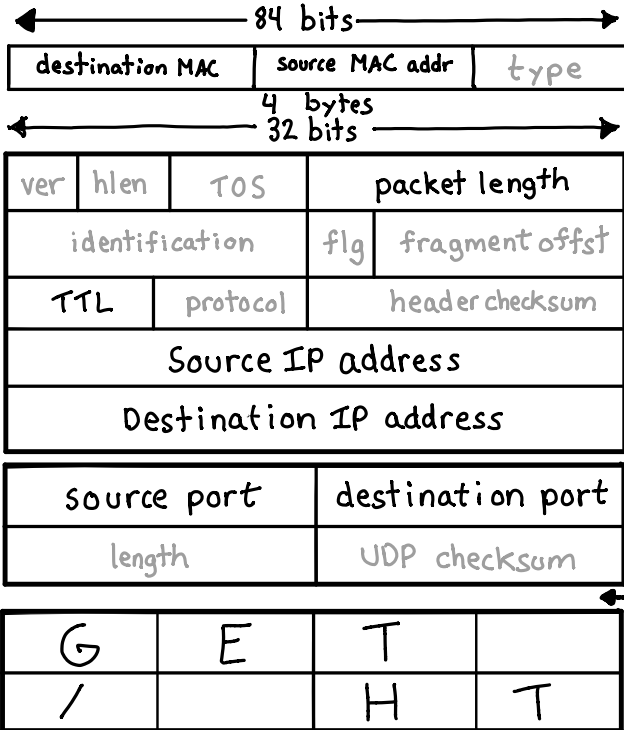 84 bits
destination MAC source MAC addr type
4 bytes
32 bits
ver hlen TOS packet length
identification flg fragment offst
TTL protocol header checksum
Source IP address
Destination IP address
source port destination port
length UDP checksum
G E T
/ H T